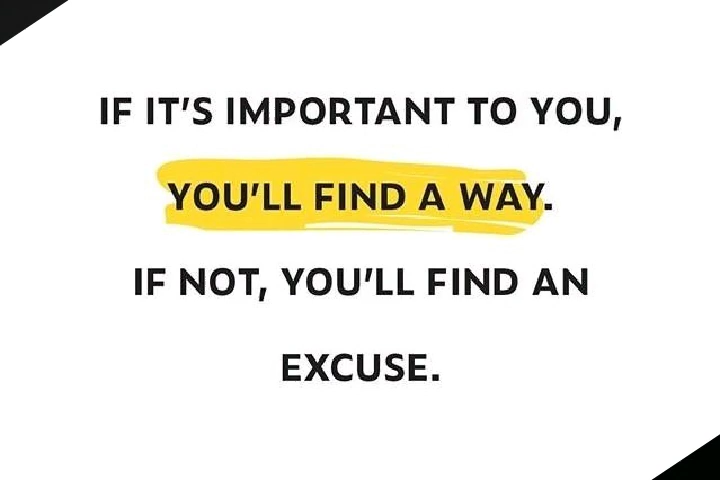 IF IT'S IMPORTANT TO YOU,
YOU'LL FIND A WAY.
IF NOT, YOU'LL FIND AN
EXCUSE.